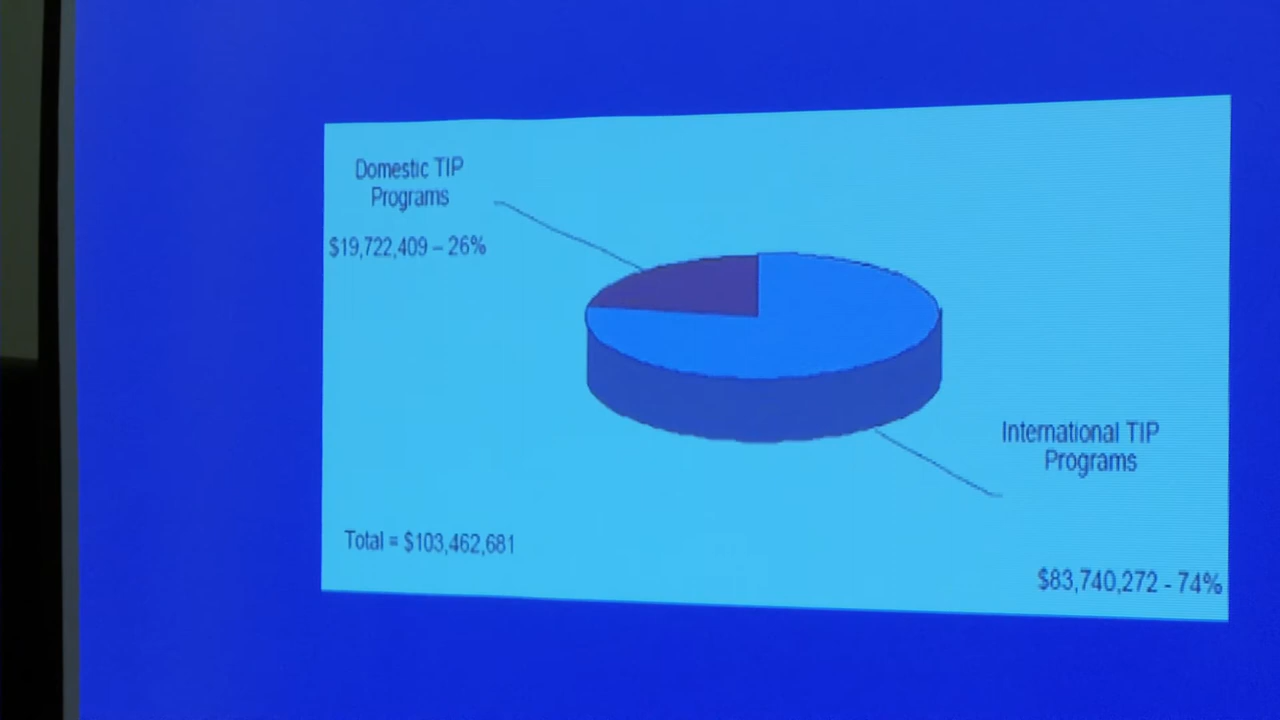 Domestic TIP
Programs
$19,722,409 – 26%
International TIP
Programs
Total = $103,462,681
$83,740,272 - 74%